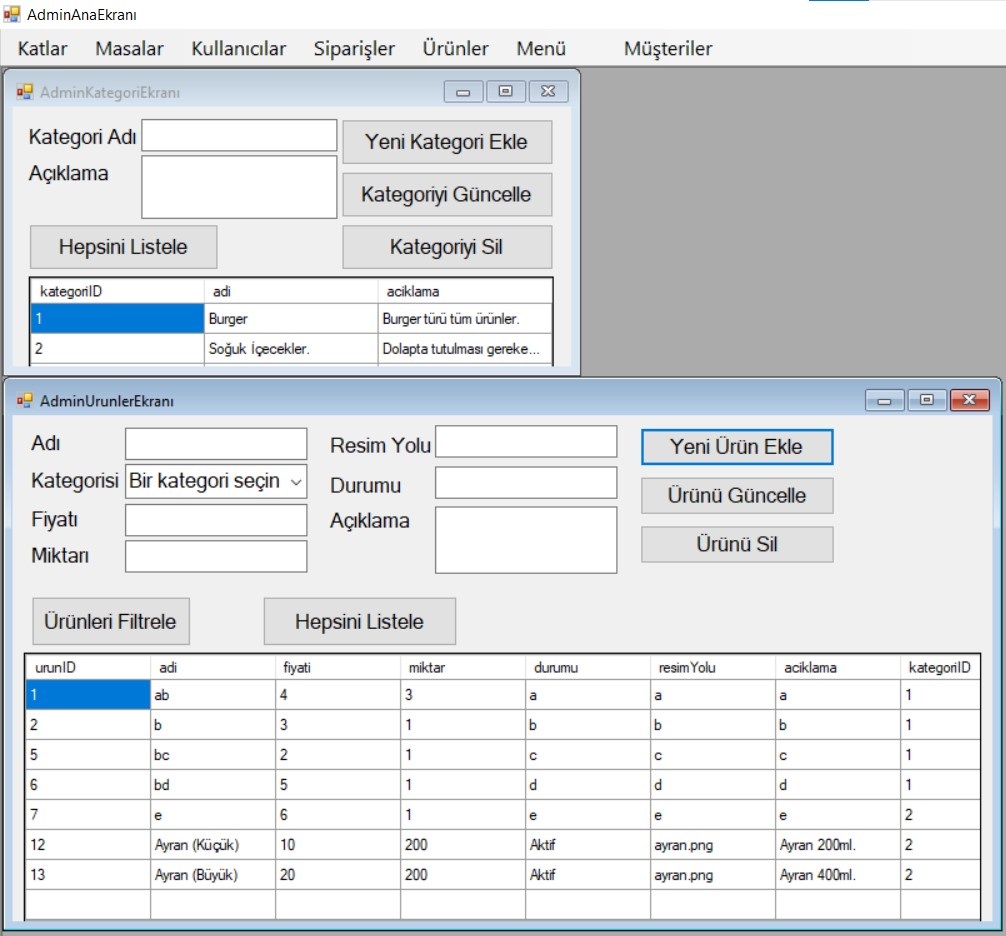 AdminAnaEkranı
Katlar Masalar Kullanıcılar Siparişler Ürünler Menü Müşteriler
AdminKategoriEkranı
Kategori Adı Yeni Kategori Ekle
Açıklama Kategoriyi Güncelle
Hepsini Listele Kategoriyi Sil
kategoriID adi aciklama
1 Burger Burger türü tüm ürünler.
2 Soğuk İçecekler. Dolapta tutulması gereke...
AdminUrunlerEkranı
Adı Resim Yolu Yeni Ürün Ekle
Kategorisi Bir kategori seçin Durumu Ürünü Güncelle
Fiyatı Açıklama
Miktarı Ürünü Sil
Ürünleri Filtrele Hepsini Listele
urunID adi fiyati miktar durumu resimYolu aciklama kategoriID
1 ab 4 3 a a a 1
2 b 3 1 b b b 1
5 bc 2 1 c c c 1
6 bd 5 1 d d d 1
7 e 6 1 e e e 2
12 Ayran (Küçük) 10 200 Aktif ayran.png Ayran 200ml. 2
13 Ayran (Büyük) 20 200 Aktif ayran.png Ayran 400ml. 2